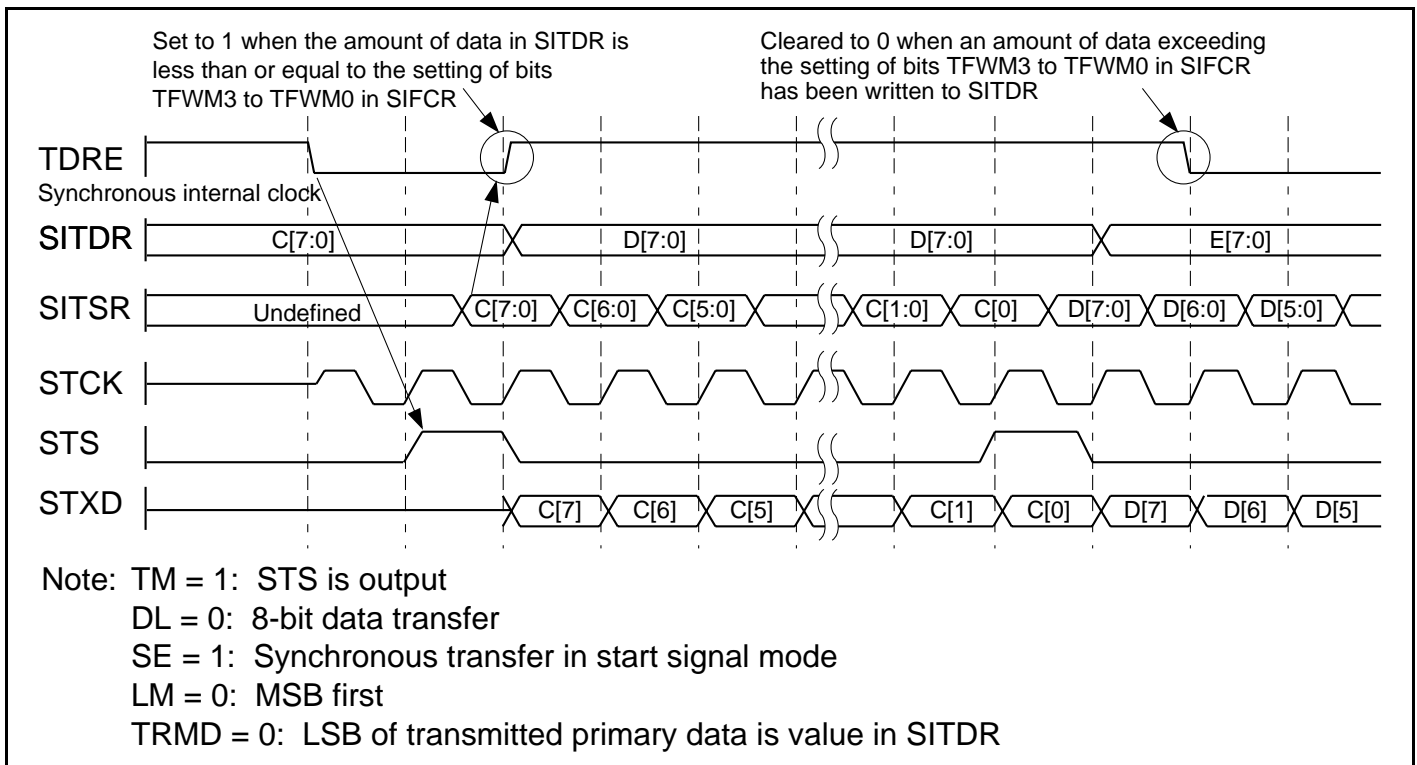 Set to 1 when the amount of data in SITDR is
less than or equal to the setting of bits
TFWM3 to TFWM0 in SIFCR
Cleared to 0 when an amount of data exceeding
the setting of bits TFWM3 to TFWM0 in SIFCR
has been written to SITDR
TDRE
Synchronous internal clock
SITDR C[7:0] D[7:0] D[7:0] E[7:0]
SITSR Undefined C[7:0] C[6:0] C[5:0] C[1:0] C[0] D[7:0] D[6:0] D[5:0]
STCK
STS
STXD C[7] C[6] C[5] C[1] C[0] D[7] D[6] D[5]
Note: TM = 1: STS is output
DL = 0: 8-bit data transfer
SE = 1: Synchronous transfer in start signal mode
LM = 0: MSB first
TRMD = 0: LSB of transmitted primary data is value in SITDR